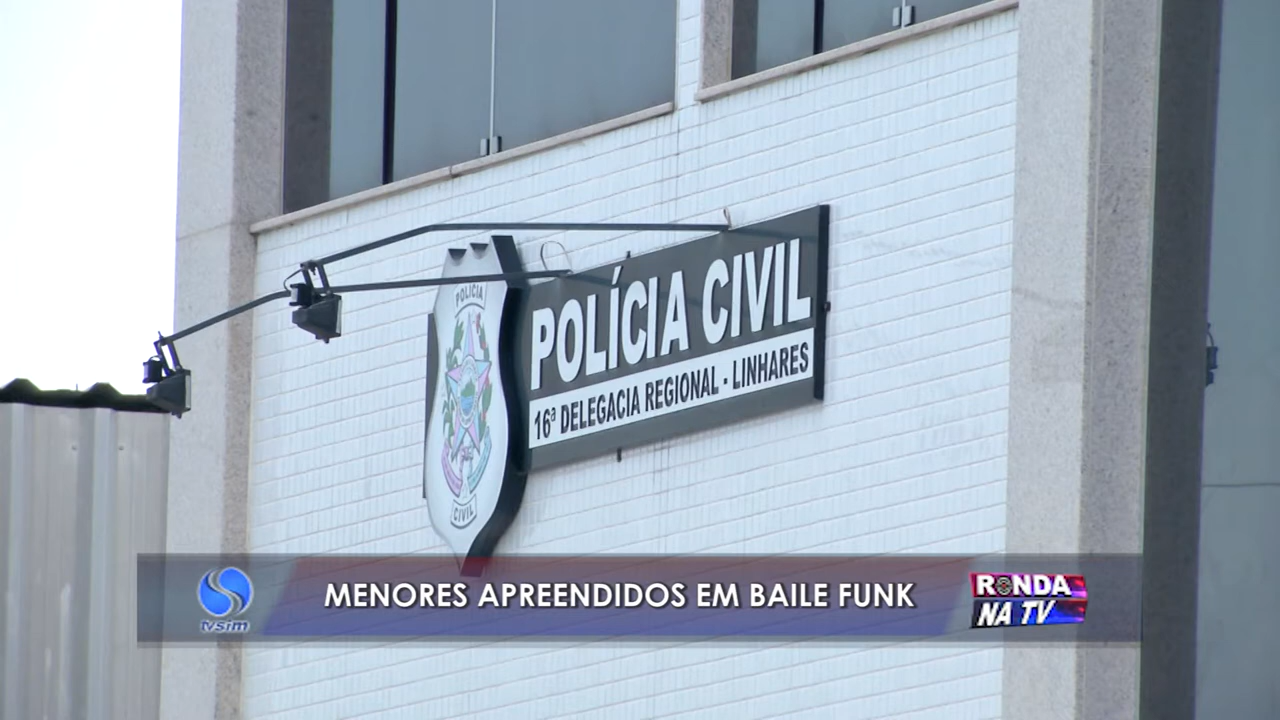 POLÍCIA
CIVIL
POLÍCIA CIVIL
16ª DELEGACIA REGIONAL - LINHARES
tvsim
MENORES APREENDIDOS EM BAILE FUNK
RONDA
NA TV